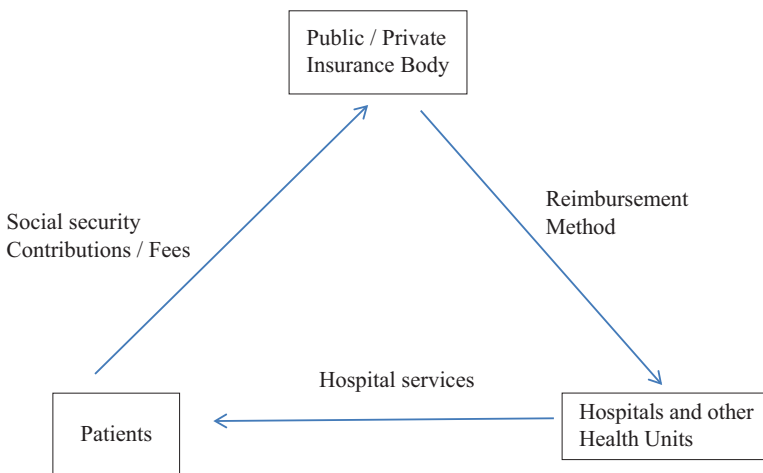 Public / Private
Insurance Body
Social security
Contributions / Fees
Reimbursement
Method
Hospital services
Patients
Hospitals and other
Health Units